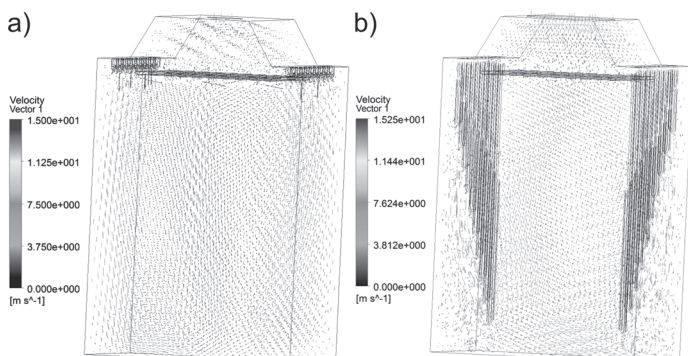 a)
Velocity
Vector 1
1.500e+001
1.125e+001
7.500e+000
3.750e+000
0.000e+000
[m s^-1]
b)
Velocity
Vector 1
1.525e+001
1.144e+001
7.624e+000
3.812e+000
0.000e+000
[m s^-1]